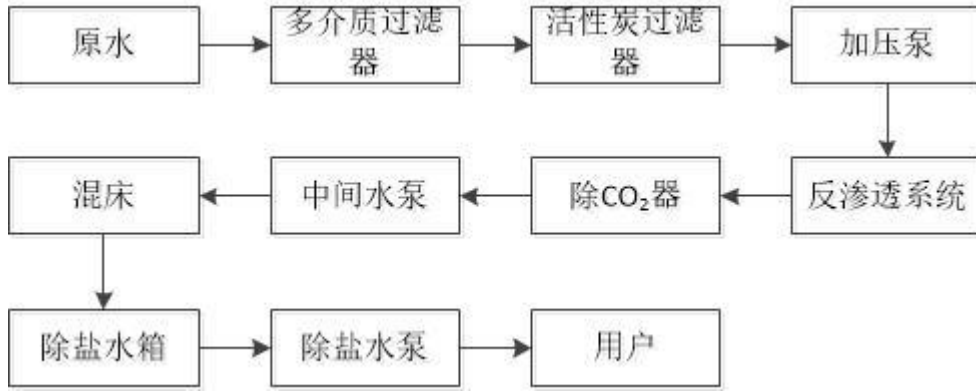 原水
多介质过滤
器
活性炭过滤
器
加压泵
混床
中间水泵
除CO₂器
反渗透系统
除盐水箱
除盐水泵
用户